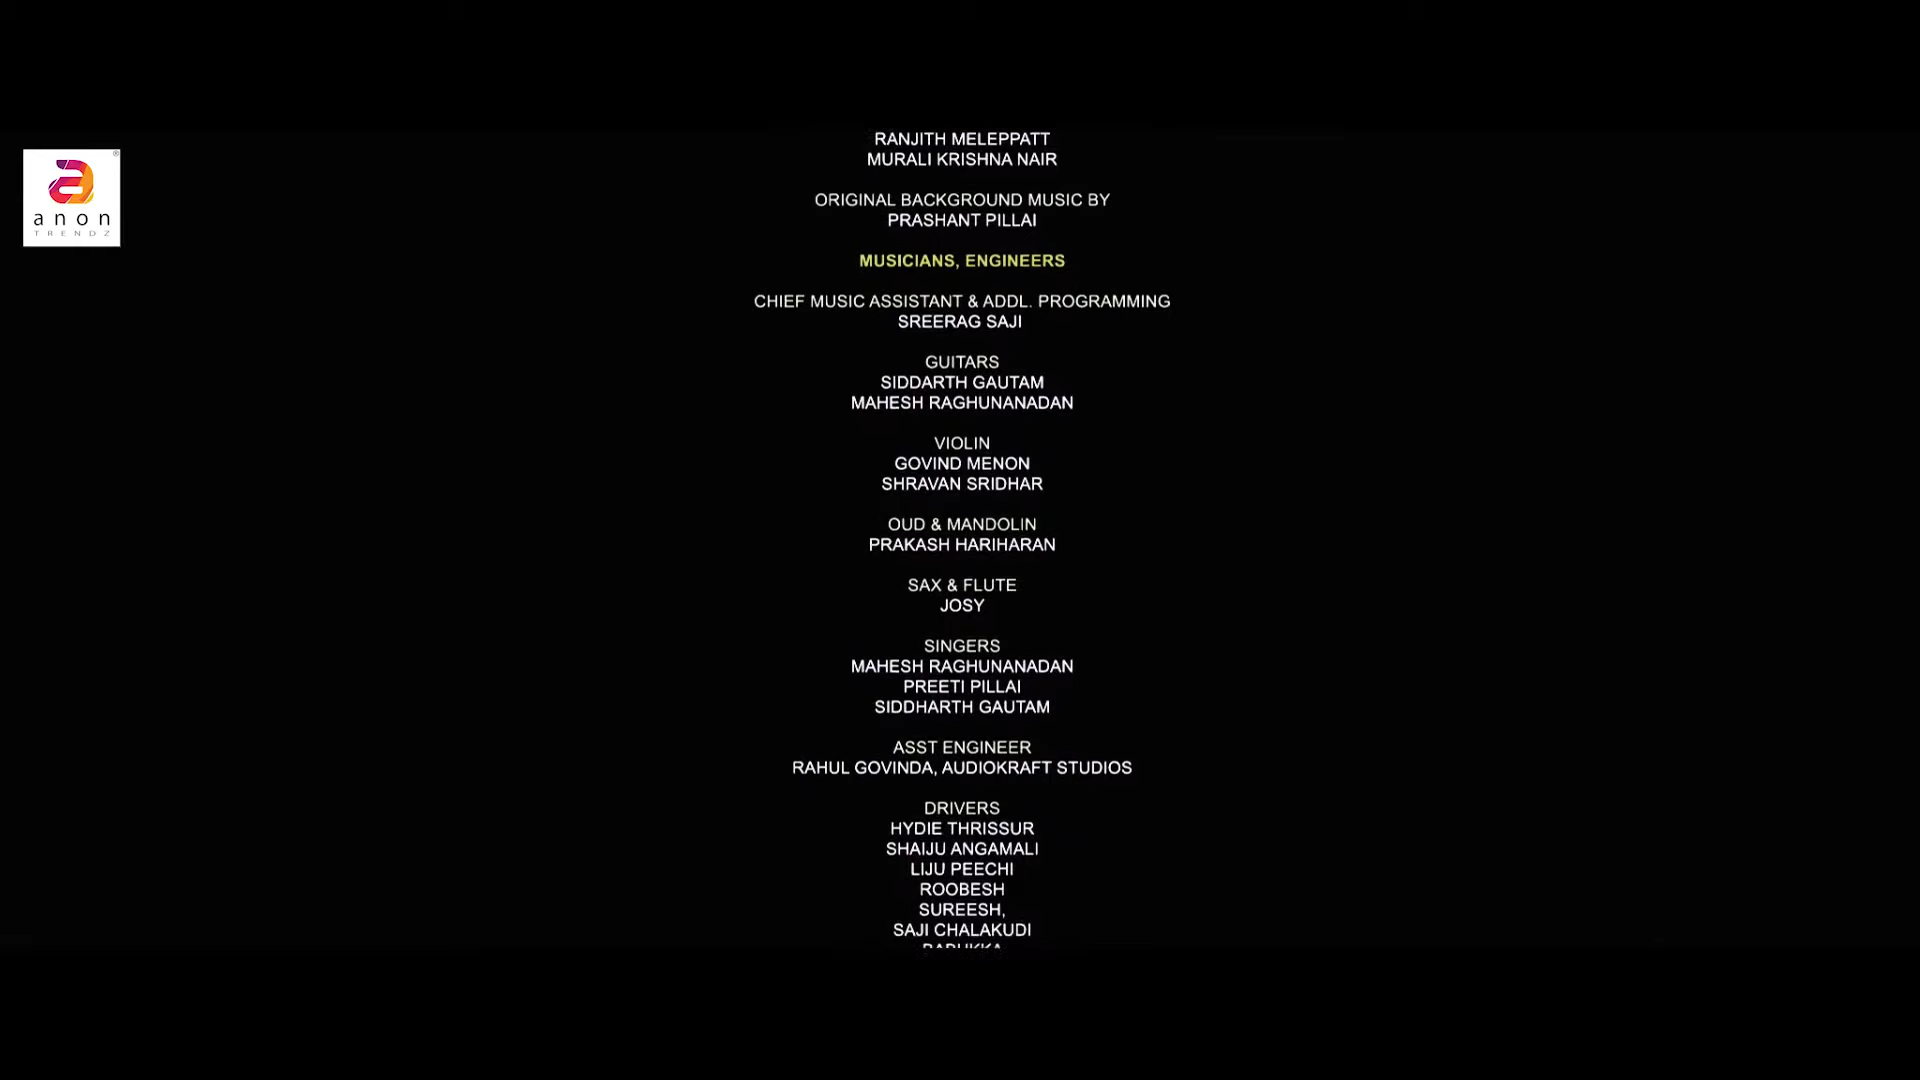 RANJITH MELEPPATT
MURALI KRISHNA NAIR
ORIGINAL BACKGROUND MUSIC BY
PRASHANT PILLAI
MUSICIANS, ENGINEERS
CHIEF MUSIC ASSISTANT & ADDL. PROGRAMMING
SREERAG SAJI
GUITARS
SIDDARTH GAUTAM
MAHESH RAGHUNANADAN
VIOLIN
GOVIND MENON
SHRAVAN SRIDHAR
OUD & MANDOLIN
PRAKASH HARIHARAN
SAX & FLUTE
JOSY
SINGERS
MAHESH RAGHUNANADAN
PREETI PILLAI
SIDDHARTH GAUTAM
ASST ENGINEER
RAHUL GOVINDA, AUDIOKRAFT STUDIOS
DRIVERS
HYDIE THRISSUR
SHAIJU ANGAMALI
LIJU PEECHI
ROOBESH
SUREESH,
SAJI CHALAKUDI
anon
TRENDZ